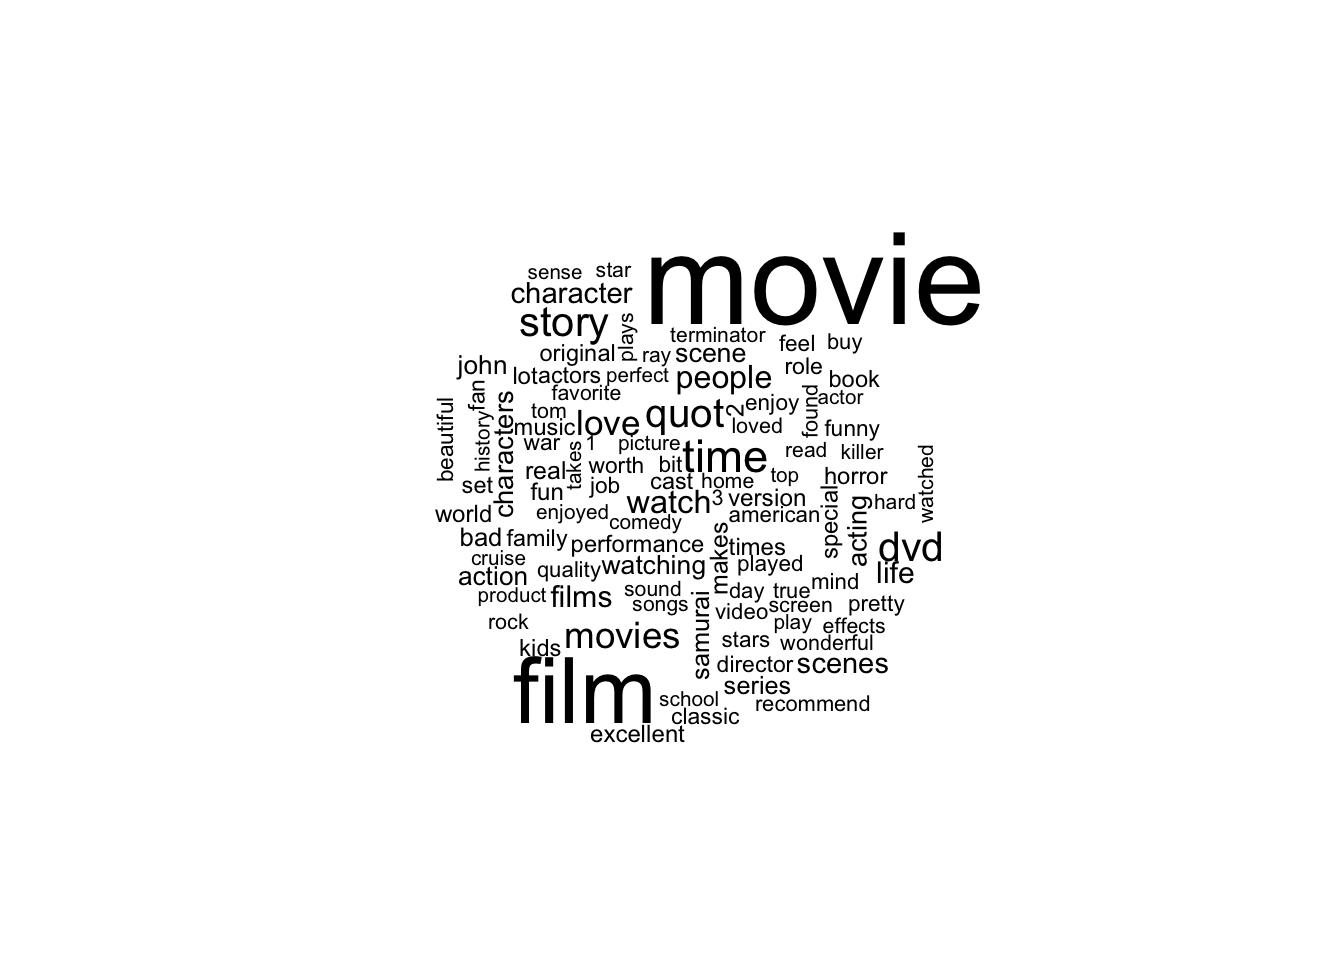 movie
sense star
character
story
plays
terminator
feel buy
original
ray scene
john
lot actors perfect people role book
favorite
fan
beautiful
characters
history
tom
music love quot 2 enjoy actor
loved
found
funny
war takes 1 picture time read killer
real worth bit
cast home top horror
watched
set fun job
watch 3 version
special
acting
hard
world enjoyed comedy american
bad family performance makes times dvd
cruise
action quality watching played life
product films sound
songs
samurai
day true mind
video screen pretty
rock
play effects
kids movies stars wonderful
director scenes
film
series
school recommend
classic
excellent